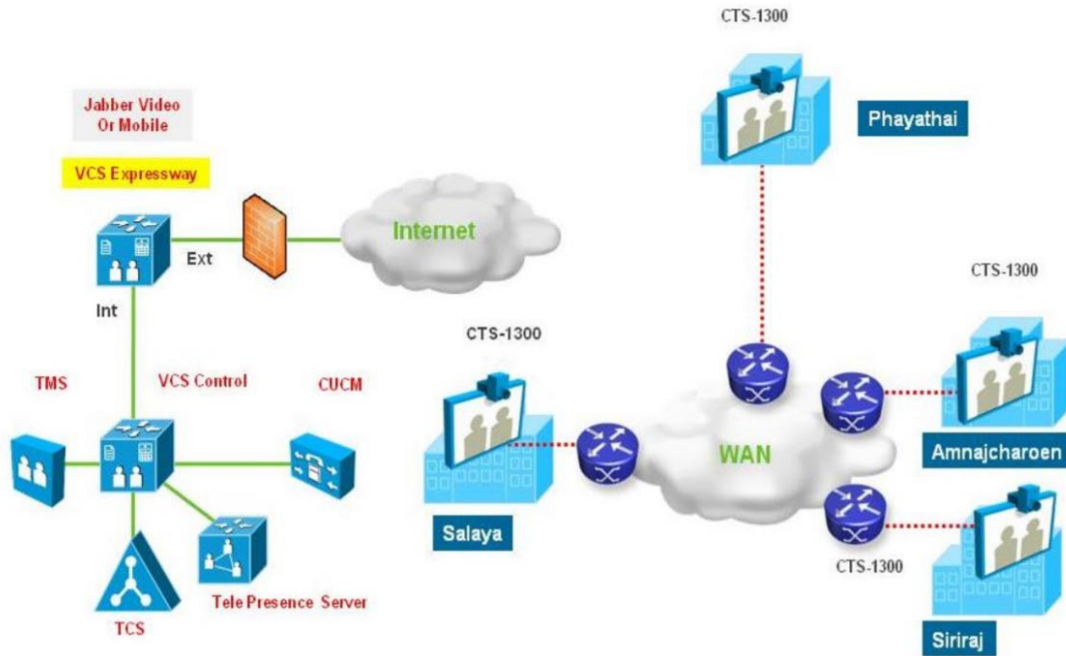 CTS-1300
Jabber Video
Or Mobile
Phayathai
VCS Expressway
Internet
Ext
Int
CTS-1300
CTS-1300
TMS
VCS Control
CUCM
WAN
Amnajcharoen
Salaya
CTS-1300
Tele Presence Server
TCS
Siriraj